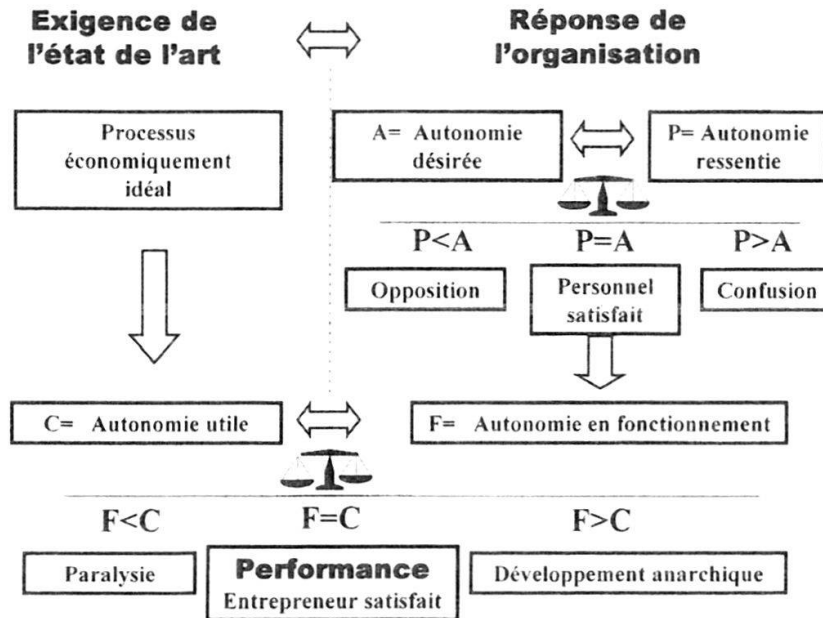 Exigence de
l'état de l'art
Réponse de
l'organisation
Processus
économiquement
idéal
A= Autonomie
désirée
P= Autonomie
ressentie
P<A
P=A
P>A
Opposition
Personnel
satisfait
Confusion
C= Autonomie utile
F= Autonomie en fonctionnement
F<C
F=C
F>C
Paralysie
Performance
Entrepreneur satisfait
Développement anarchique